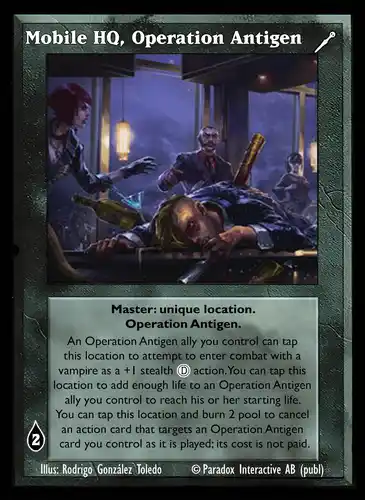 Mobile HQ, Operation Antigen
Master: unique location.
Operation Antigen.
An Operation Antigen ally you control can tap
this location to attempt to enter combat with a
vampire as a +1 stealth D action. You can tap this
location to add enough life to an Operation Antigen
ally you control to reach his or her starting life.
You can tap this location and burn 2 pool to cancel
an action card that targets an Operation Antigen
card you control as it is played; its cost is not paid.
2
Illus: Rodrigo González Toledo © Paradox Interactive AB (publ)